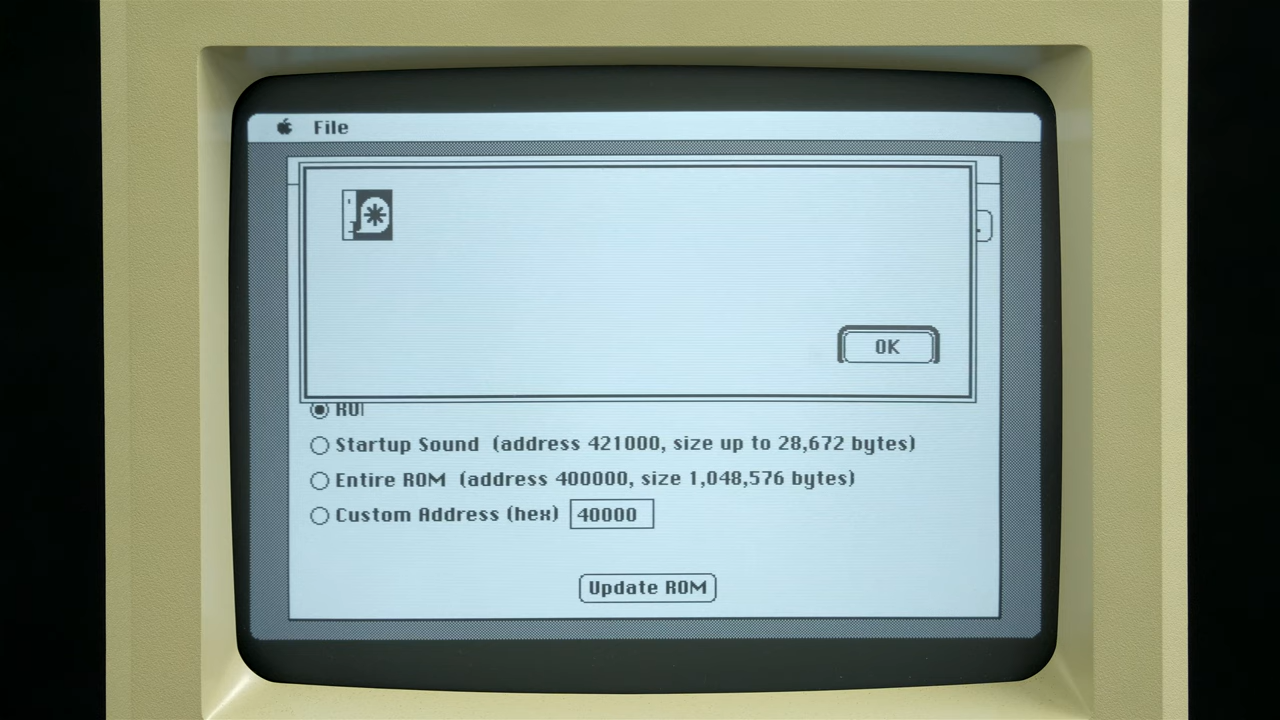 File
OK
Startup Sound (address 421000, size up to 28,672 bytes)
Entire ROM (address 400000, size 1,048,576 bytes)
Custom Address (hex) 40000
Update ROM